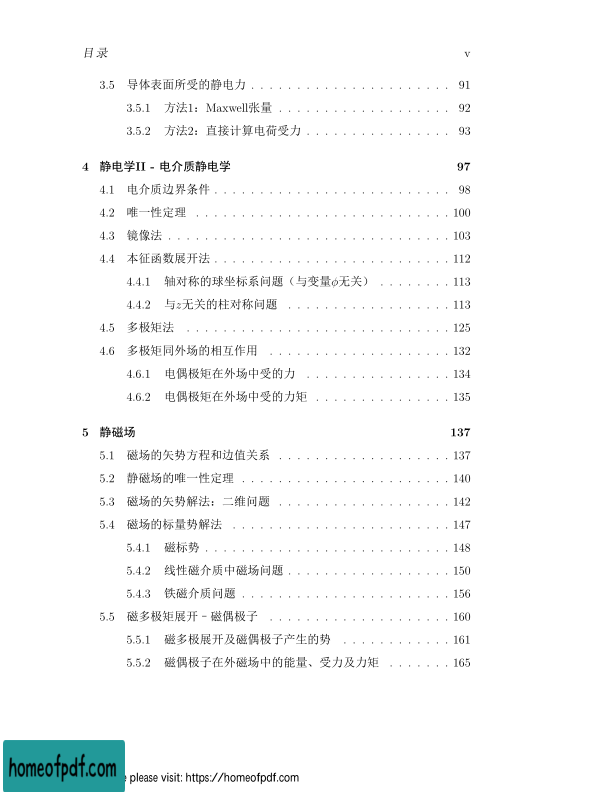 目录 v
3.5 导体表面所受的静电力 . . . . . . . . . . . . . . . . . . . . . . 91
3.5.1 方法1：Maxwell张量 . . . . . . . . . . . . . . . . . . . 92
3.5.2 方法2：直接计算电荷受力 . . . . . . . . . . . . . . . . 93
4 静电学II - 电介质静电学 97
4.1 电介质边界条件 . . . . . . . . . . . . . . . . . . . . . . . . . . 98
4.2 唯一性定理 . . . . . . . . . . . . . . . . . . . . . . . . . . . . 100
4.3 镜像法 . . . . . . . . . . . . . . . . . . . . . . . . . . . . . . . 103
4.4 本征函数展开法 . . . . . . . . . . . . . . . . . . . . . . . . . . 112
4.4.1 轴对称的球坐标系问题（与变量ϕ无关） . . . . . . . . 113
4.4.2 与z无关的柱对称问题 . . . . . . . . . . . . . . . . . . 113
4.5 多极矩法 . . . . . . . . . . . . . . . . . . . . . . . . . . . . . 125
4.6 多极矩同外场的相互作用 . . . . . . . . . . . . . . . . . . . . 132
4.6.1 电偶极矩在外场中受的力 . . . . . . . . . . . . . . . . 134
4.6.2 电偶极矩在外场中受的力矩 . . . . . . . . . . . . . . . 135
5 静磁场 137
5.1 磁场的矢势方程和边值关系 . . . . . . . . . . . . . . . . . . . 137
5.2 静磁场的唯一性定理 . . . . . . . . . . . . . . . . . . . . . . . 140
5.3 磁场的矢势解法：二维问题 . . . . . . . . . . . . . . . . . . . 142
5.4 磁场的标量势解法 . . . . . . . . . . . . . . . . . . . . . . . . 147
5.4.1 磁标势 . . . . . . . . . . . . . . . . . . . . . . . . . . . 148
5.4.2 线性磁介质中磁场问题 . . . . . . . . . . . . . . . . . . 150
5.4.3 铁磁介质问题 . . . . . . . . . . . . . . . . . . . . . . . 156
5.5 磁多极矩展开 – 磁偶极子 . . . . . . . . . . . . . . . . . . . . 160
5.5.1 磁多极展开及磁偶极子产生的势 . . . . . . . . . . . . 161
5.5.2 磁偶极子在外磁场中的能量、受力及力矩 . . . . . . . 165
homeofpdf.com
please visit: https://homeofpdf.com